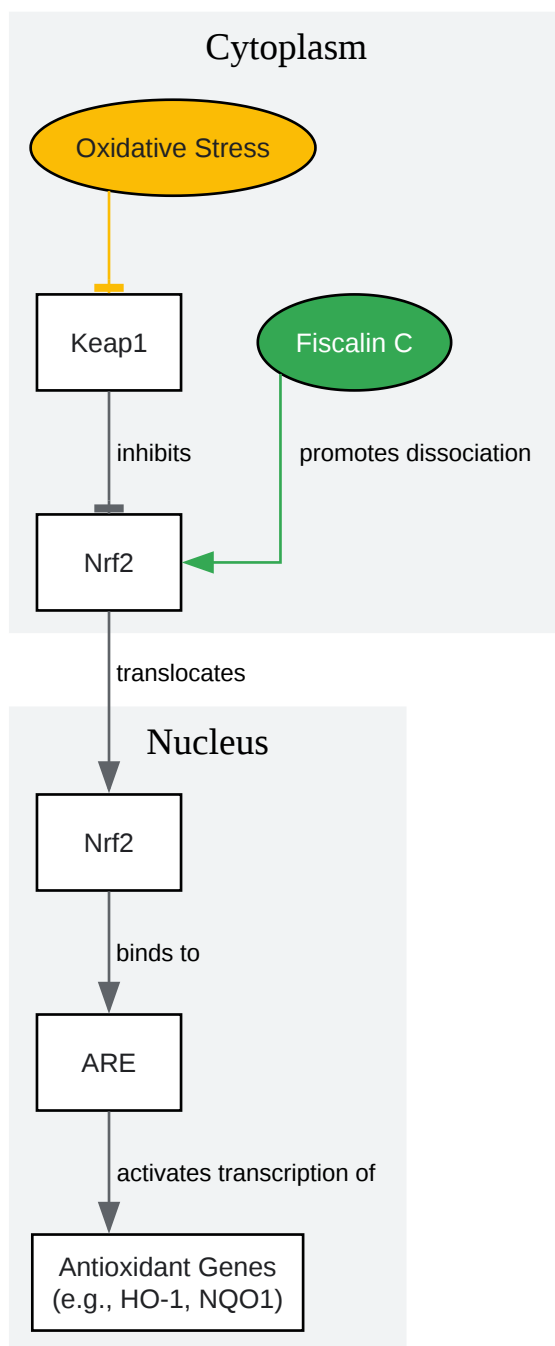 Cytoplasm
Oxidative Stress
Keap1
Fiscalin C
inhibits
promotes dissociation
Nrf2
translocates
Nucleus
Nrf2
binds to
ARE
activates transcription of
Antioxidant Genes
(e.g., HO-1, NQO1)